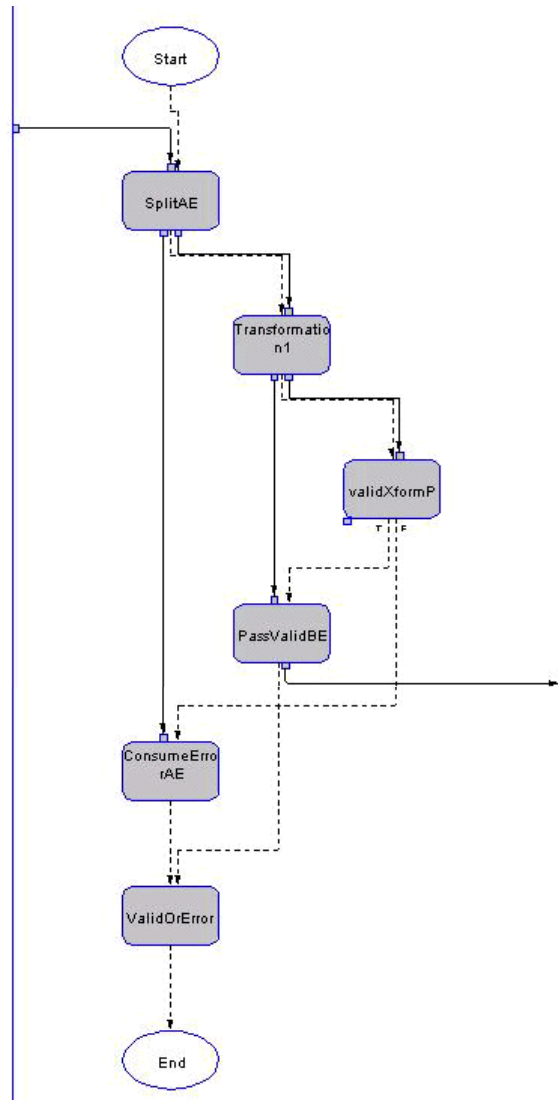 Start
SplitAE
Transformatio
n1
validXformP
T F
PassValidBE
ConsumeErro
rAE
ValidOrError
End